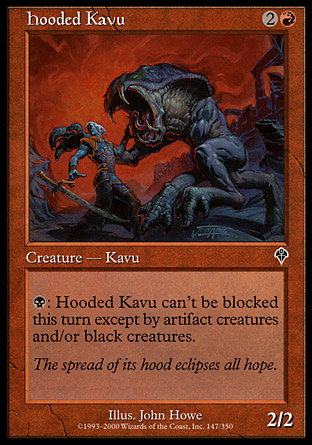 Hooded Kavu 2
Creature — Kavu
: Hooded Kavu can't be blocked
this turn except by artifact creatures
and/or black creatures.
The spread of its hood eclipses all hope.
Illus. John Howe
2/2
©1993–2000 Wizards of the Coast, Inc. 147/350